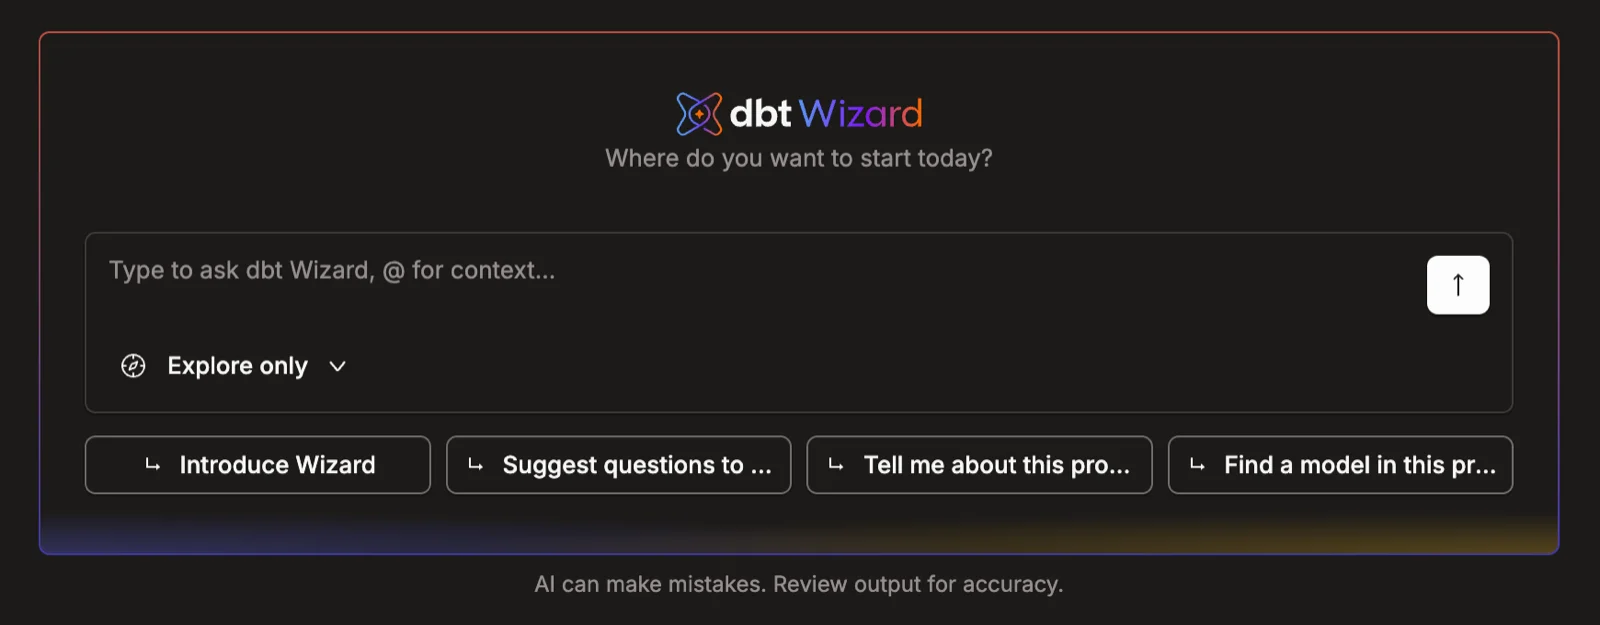 dbt Wizard
Where do you want to start today?
Type to ask dbt Wizard, @ for context...
Explore only
Introduce Wizard
Suggest questions to ...
Tell me about this pro...
Find a model in this pr...
AI can make mistakes. Review output for accuracy.